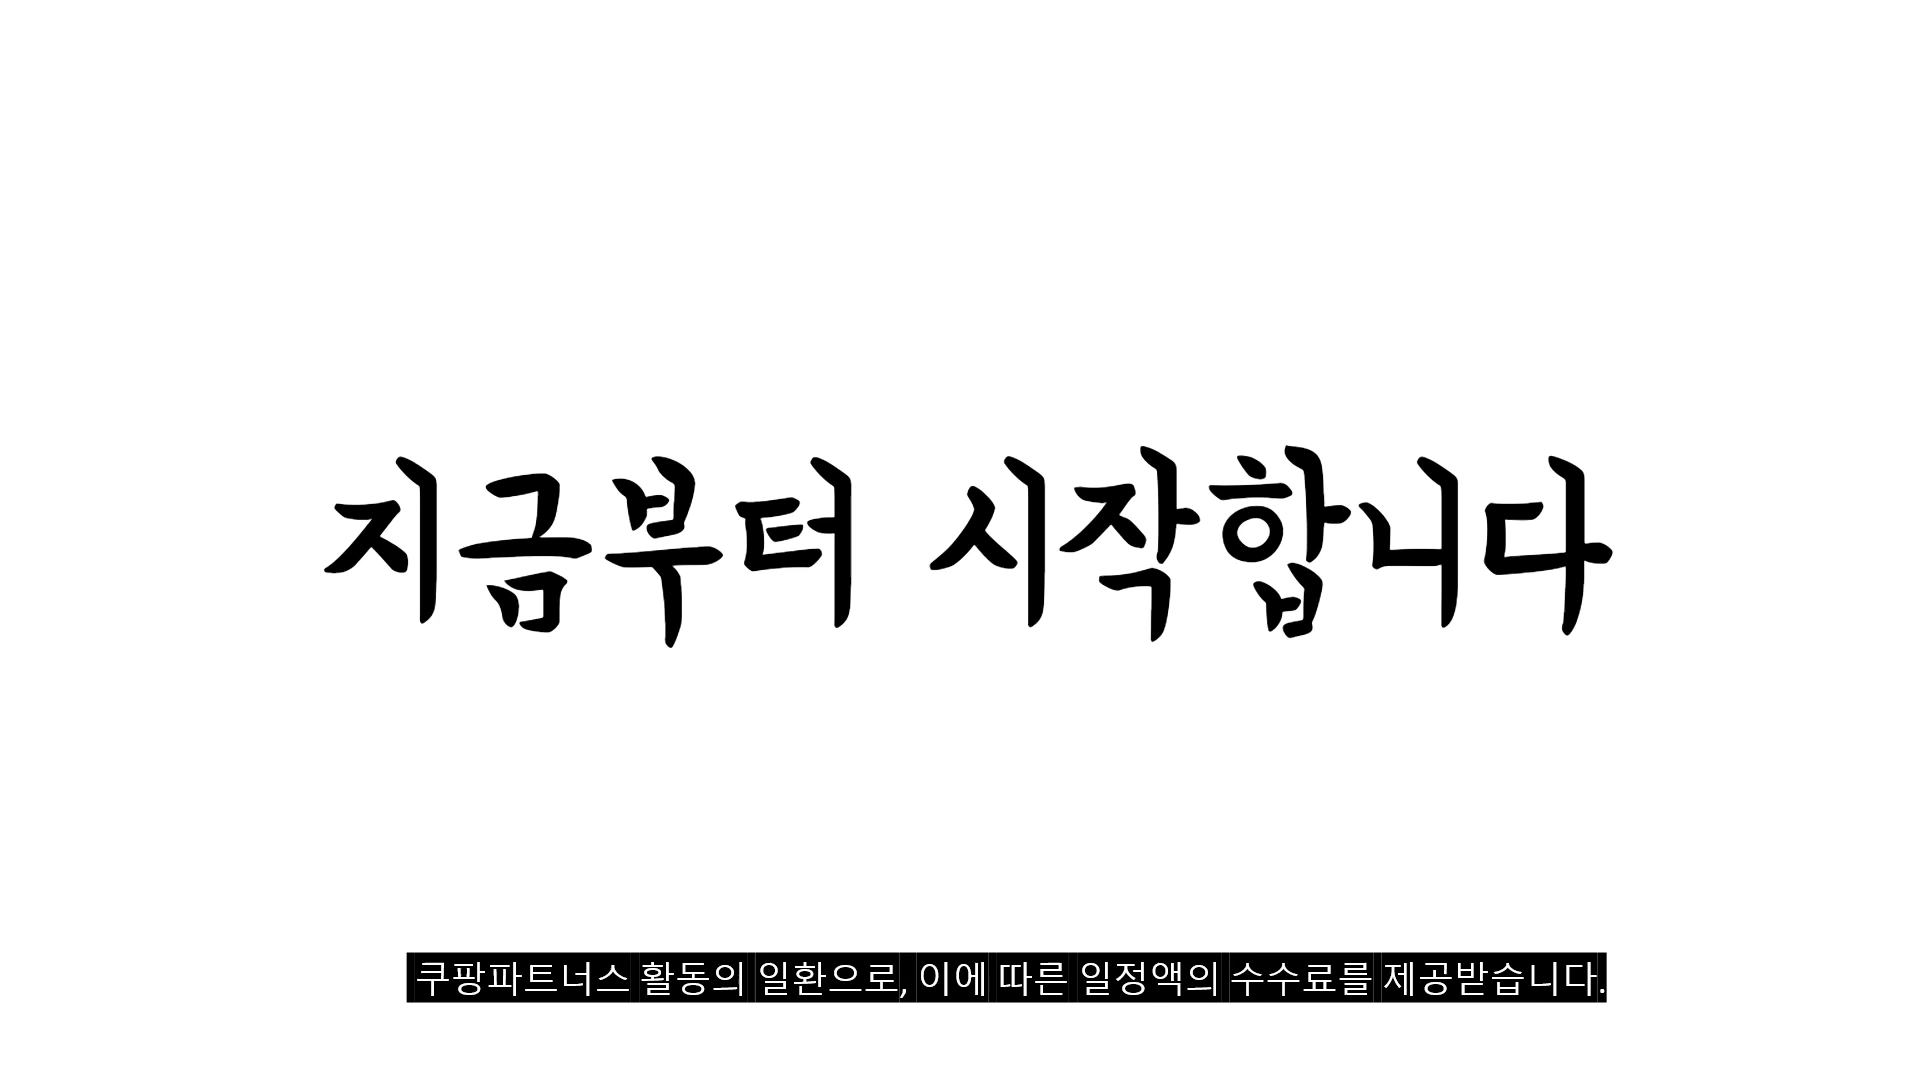 지금부터 시작합니다
쿠팡파트너스 활동의 일환으로, 이에 따른 일정액의 수수료를 제공받습니다.